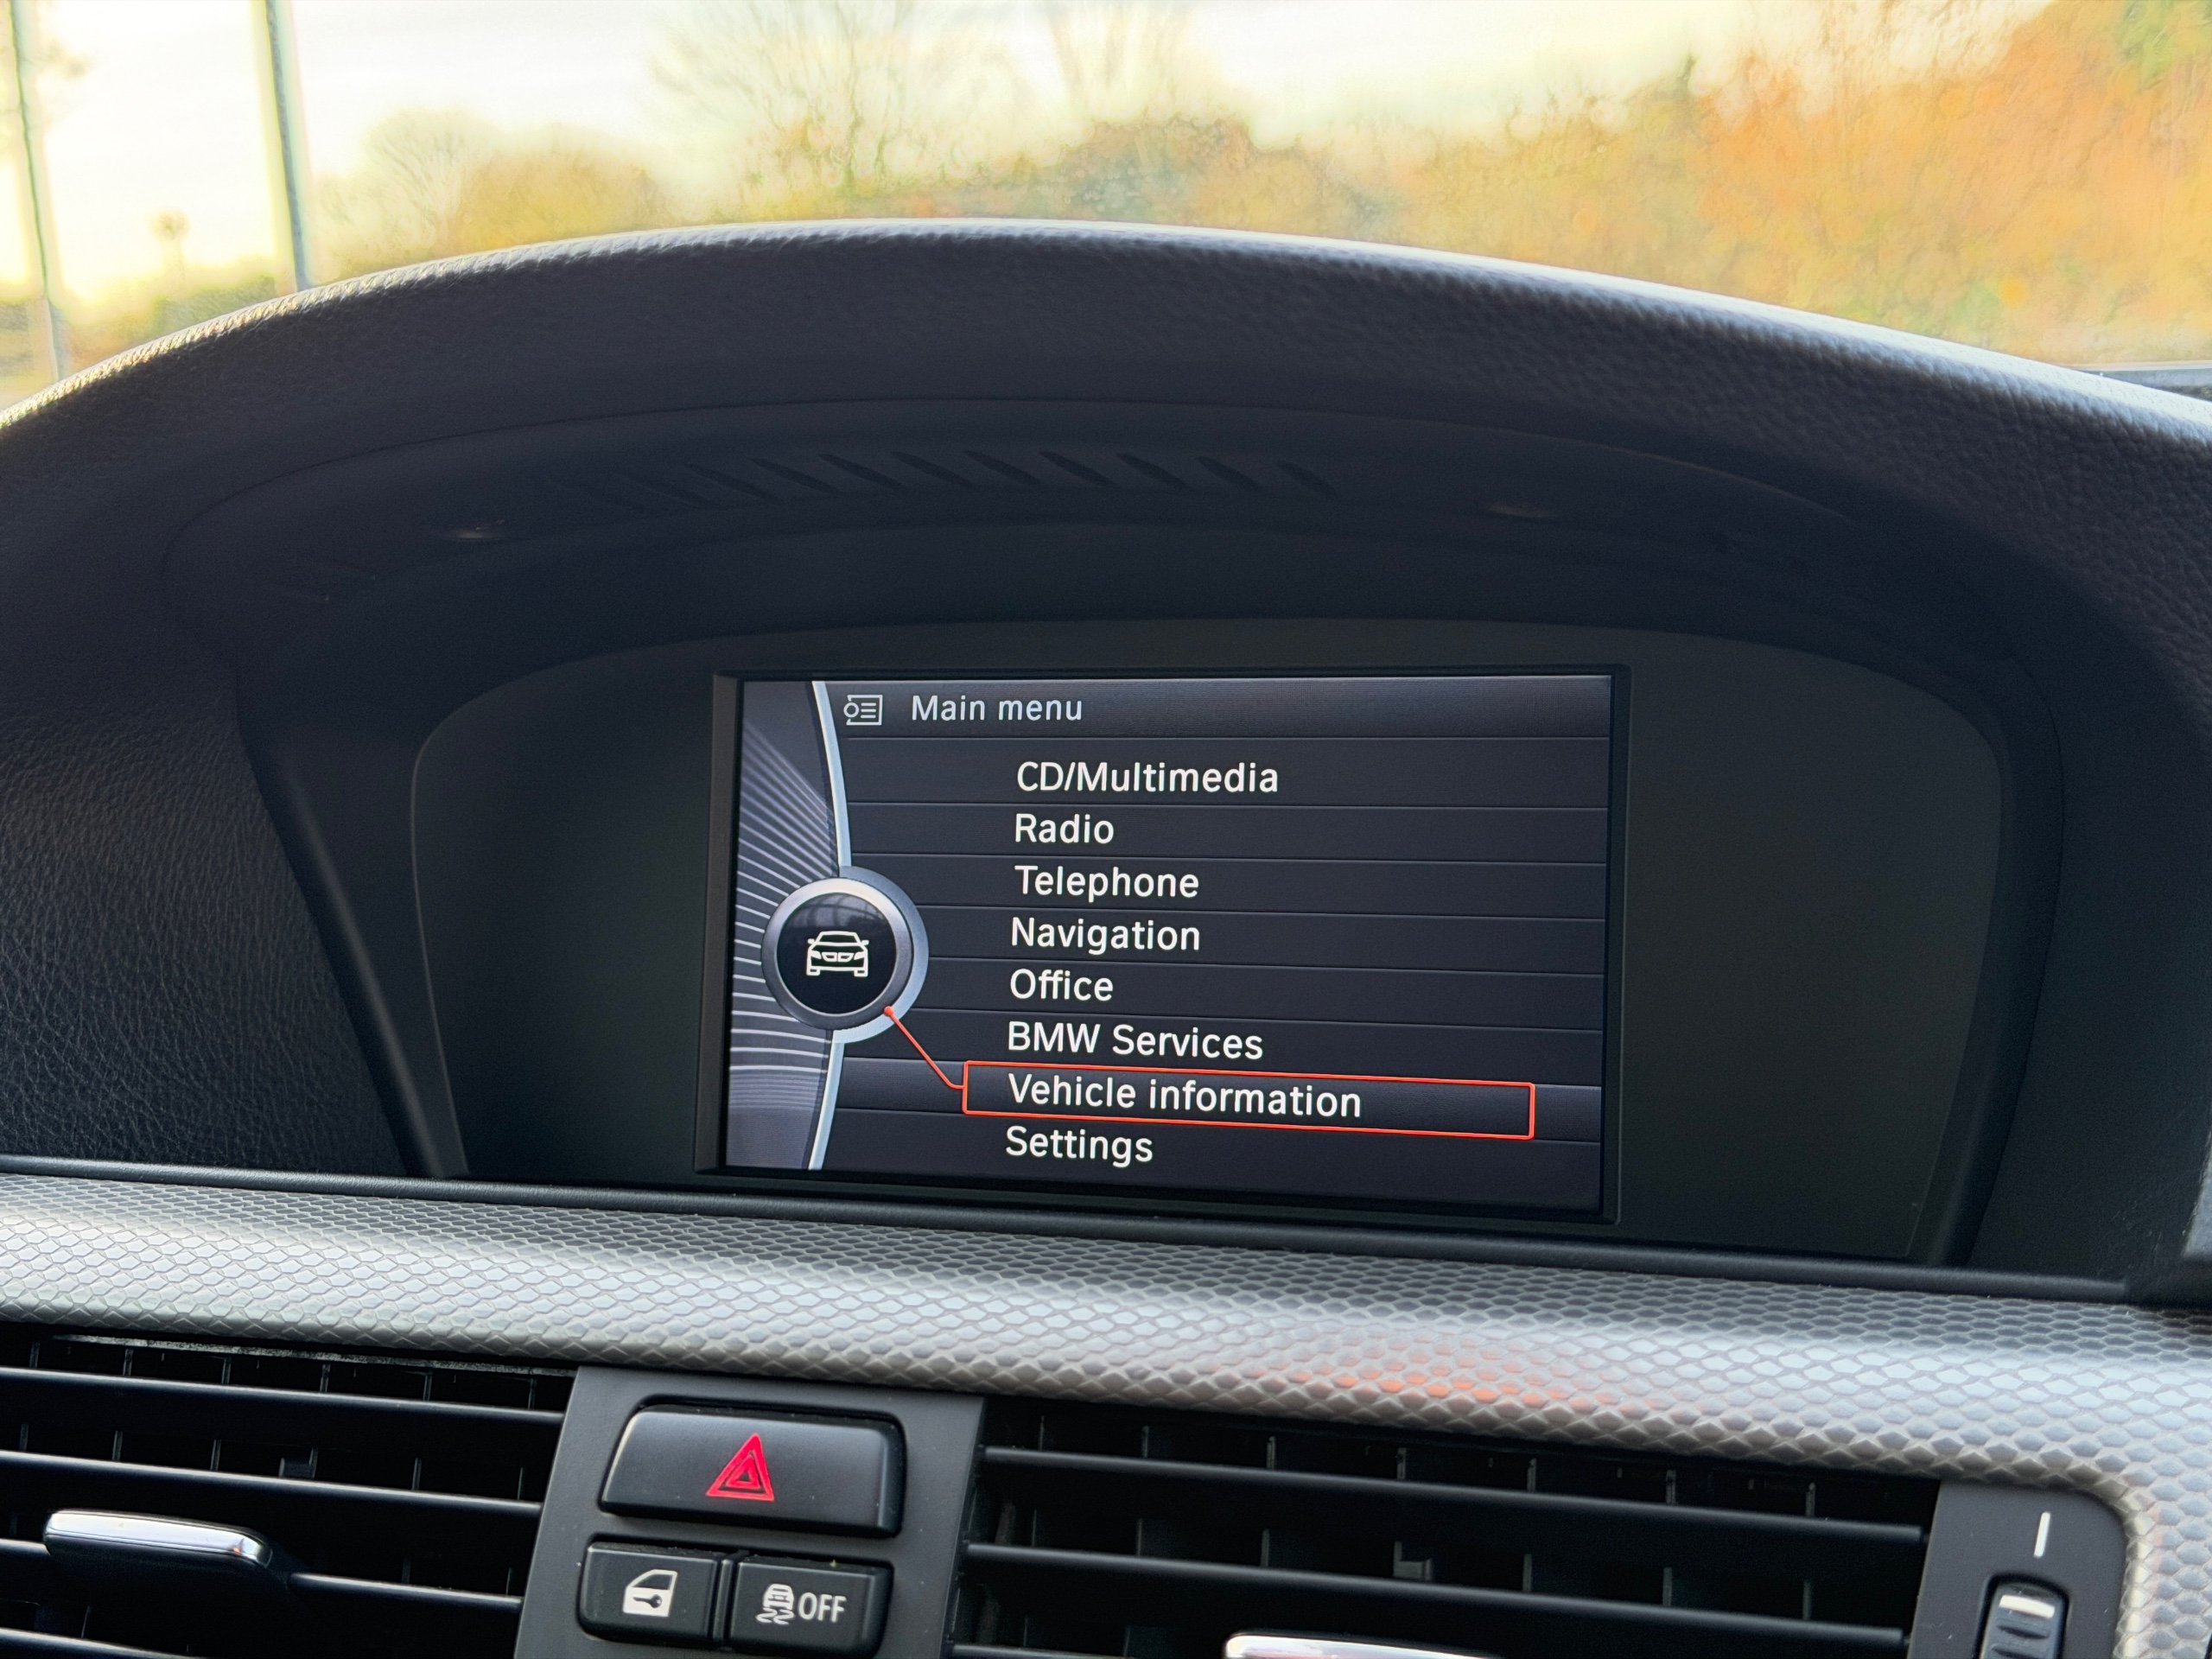 Main menu
CD/Multimedia
Radio
Telephone
Navigation
Office
BMW Services
Vehicle information
Settings
OFF